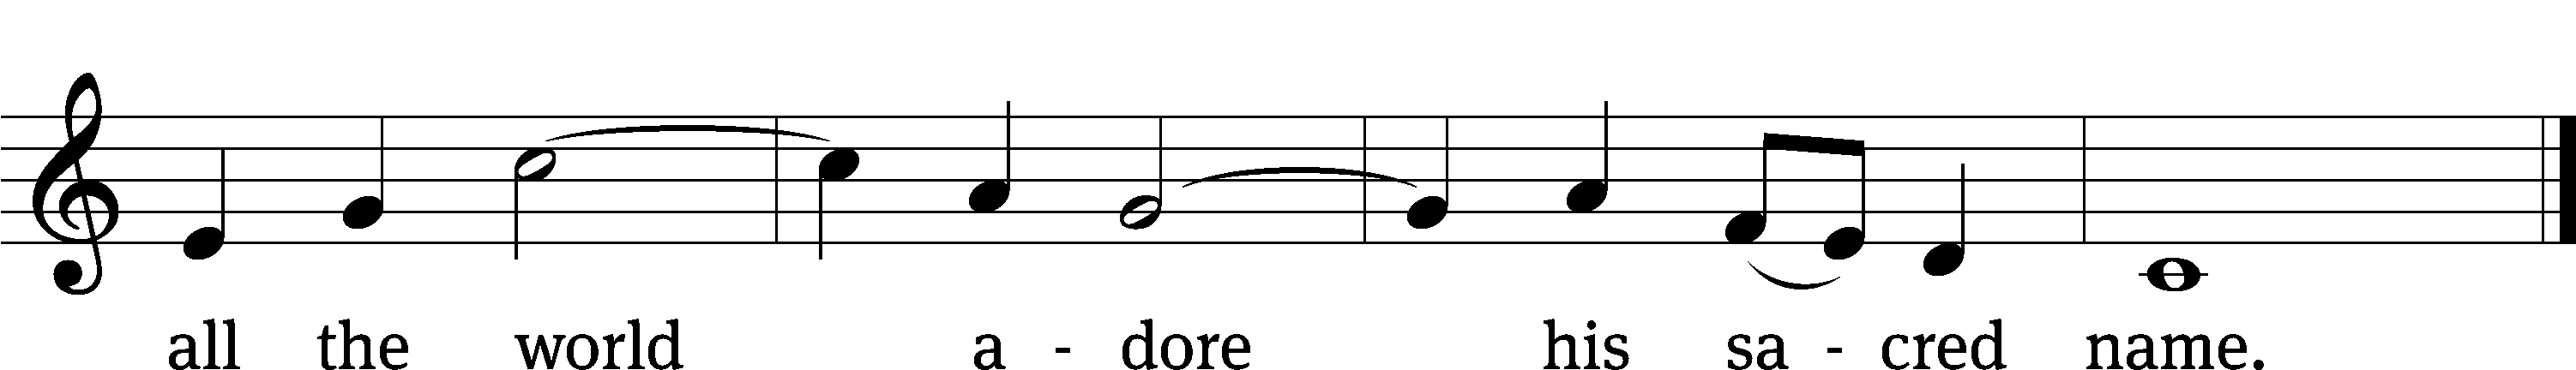 all the world a - dore his sa - cred name.